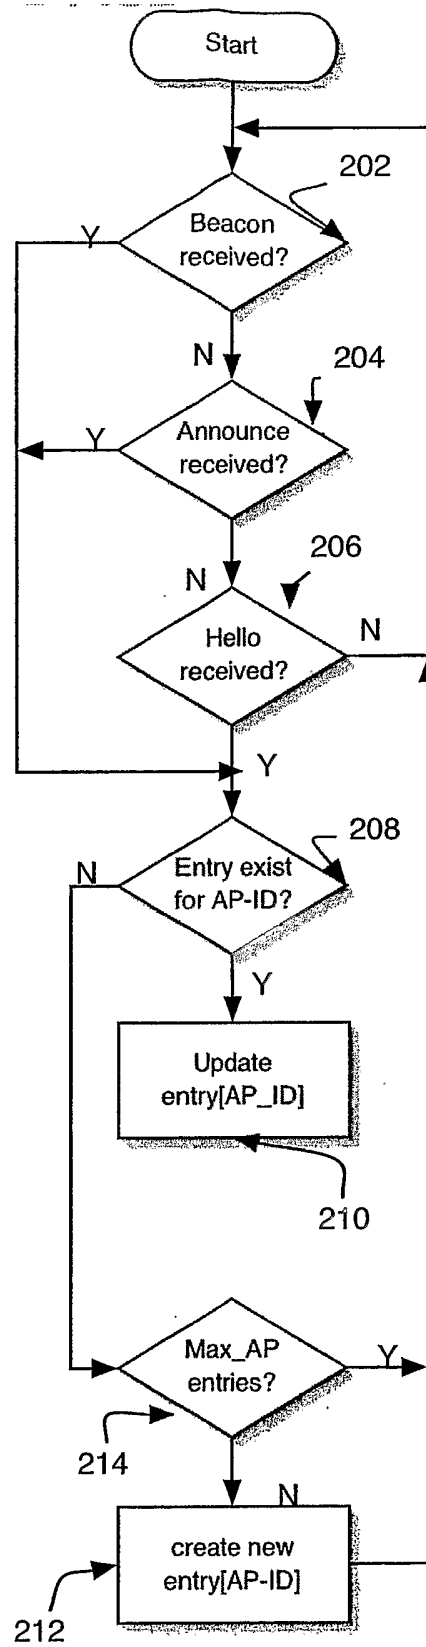 Start
202
Beacon
received?
Y
N
204
Announce
received?
Y
N
206
Hello
received?
N
Y
208
Entry exist
for AP-ID?
N
Y
Update
entry[AP_ID]
210
Max_AP
entries?
Y
214
N
create new
entry[AP-ID]
212